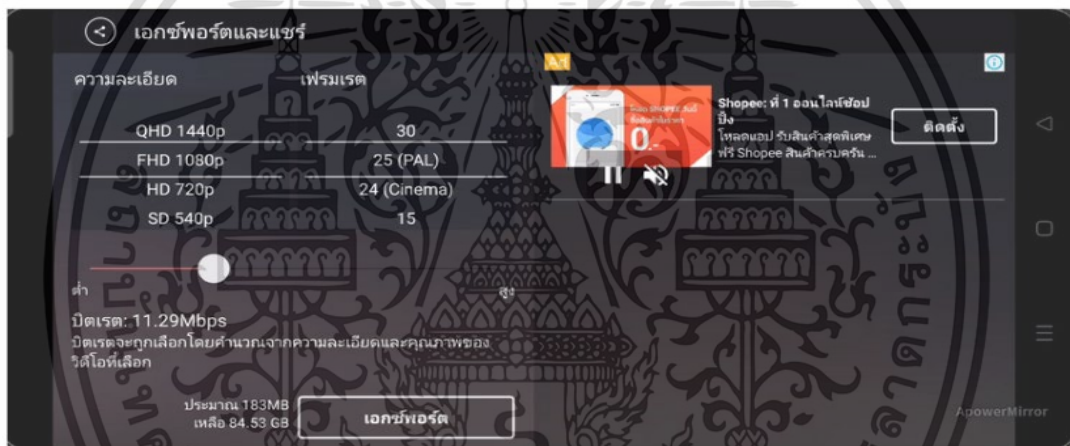 เอกซ์พอร์ตและแชร์
ความละเอียด
เฟรมเรต
QHD 1440p
30
FHD 1080p
25 (PAL)
HD 720p
24 (Cinema)
SD 540p
15
ต่ำ
สูง
บิตเรต: 11.29Mbps
บิตเรตจะถูกเลือกโดยคำนวณจากความละเอียดและคุณภาพของ
วิดีโอที่เลือก
ประมาณ 183MB
เหลือ 84.53 GB
เอกซ์พอร์ต
Shopee: ที่ 1 ออนไลน์ช้อป
ปิ้ง
โหลดแอป รับสินค้าสุดพิเศษ
ฟรี Shopee สินค้าครบครัน ...
ติดตั้ง
0.-
ApowerMirror